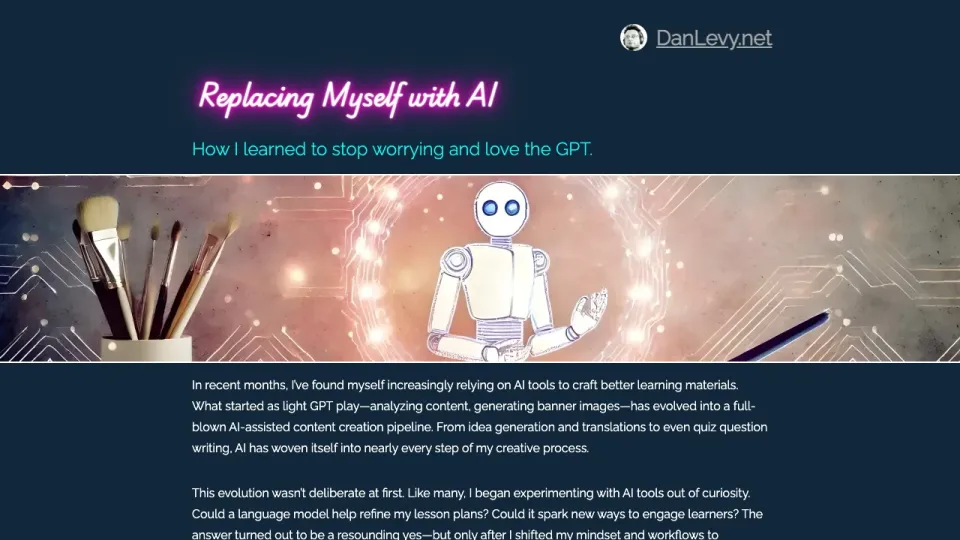 DanLevy.net
Replacing Myself with AI
How I learned to stop worrying and love the GPT.
In recent months, I've found myself increasingly relying on AI tools to craft better learning materials.
What started as light GPT play—analyzing content, generating banner images—has evolved into a full-
blown AI-assisted content creation pipeline. From idea generation and translations to even quiz question
writing, AI has woven itself into nearly every step of my creative process.
This evolution wasn't deliberate at first. Like many, I began experimenting with AI tools out of curiosity.
Could a language model help refine my lesson plans? Could it spark new ways to engage learners? The
answer turned out to be a resounding yes—but only after I shifted my mindset and workflows to